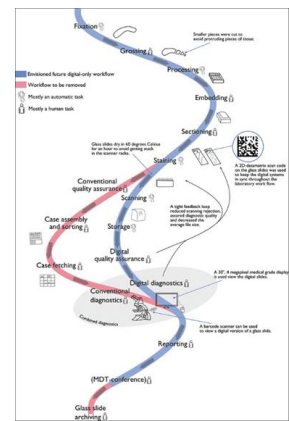 Fixation
Smaller pieces were cut to
avoid protruding pieces of tissue.
Grossing
Processing
Envisioned future digital-only workflow
Workflow to be removed
Mostly an automatic task
Mostly a human task
Embedding
Sectioning
Glass slides dry in 60 degrees Celsius
for an hour to avoid getting stuck
in the scanner racks.
Staining
A 2D-datamatrix scan code
on the glass slides was used
to keep the digital systems
in sync throughout the
laboratory work flow.
Conventional
quality assurance
Scanning
A tight feedback loop
reduced scanning rejection,
assured diagnostic quality
and decreased the
average file size.
Case assembly
and sorting
Storage
Digital
quality assurance
Case fetching
Digital diagnostics
A 30", 4 megapixel medical grade display
is used view the digital slides.
Conventional
diagnostics
Combined diagnostics
A barcode scanner can be used
to view a digital version of a glass slide.
Reporting
(MDT-conference)
Glass slide
archiving